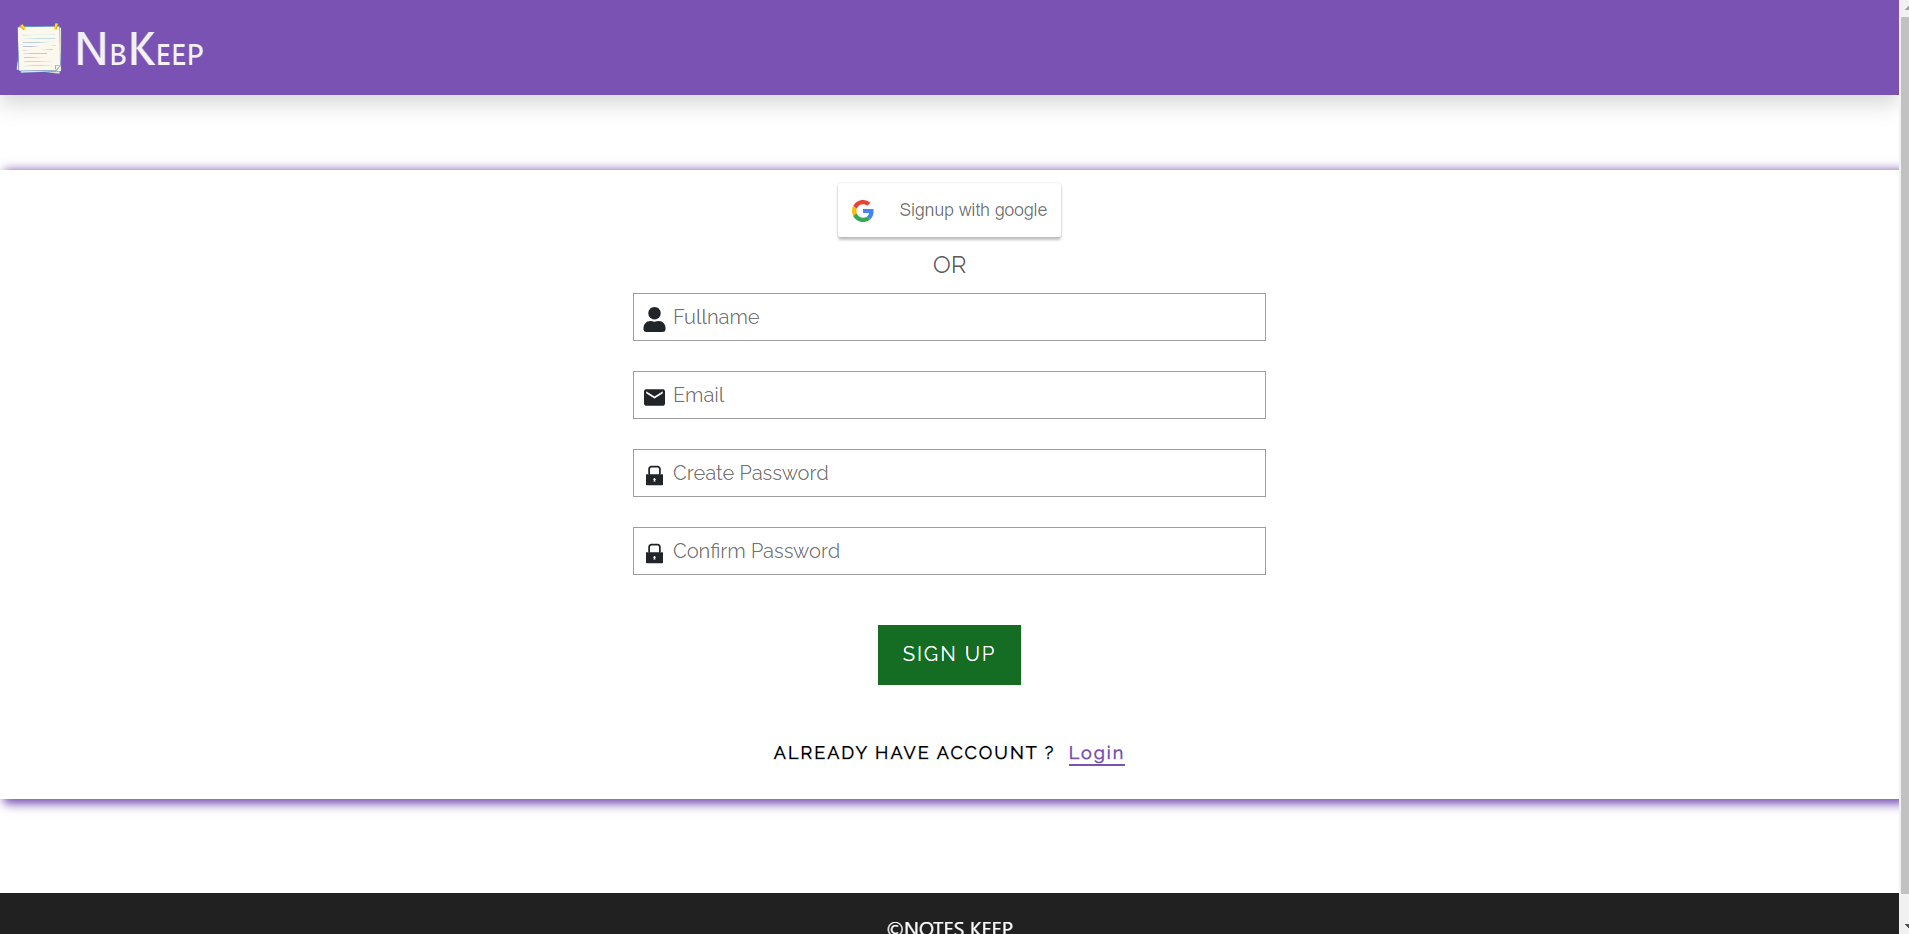 NbKeep
Signup with google
OR
Fullname
Email
Create Password
Confirm Password
SIGN UP
ALREADY HAVE ACCOUNT ? Login
©NOTES KEEP